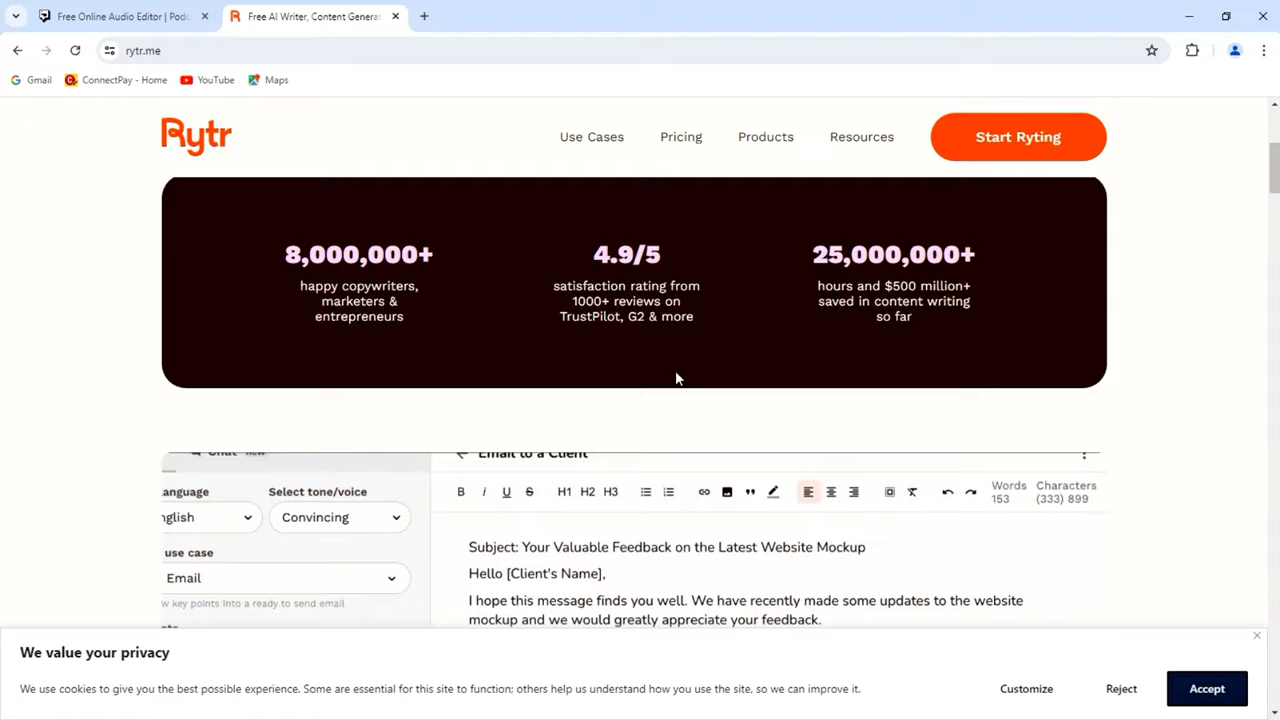 Free Online Audio Editor | Podc
Free AI Writer, Content Genera
rytr.me
Gmail
ConnectPay - Home
YouTube
Maps
Rytr
Use Cases
Pricing
Products
Resources
Start Ryting
8,000,000+
happy copywriters,
marketers &
entrepreneurs
4.9/5
satisfaction rating from
1000+ reviews on
TrustPilot, G2 & more
25,000,000+
hours and $500 million+
saved in content writing
so far
Chat new
Email to a Client
anguage
Select tone/voice
nglish
Convincing
use case
Email
w key points Into a ready to send email
B i U S H1 H2 H3
Words
153
Characters
(333) 899
Subject: Your Valuable Feedback on the Latest Website Mockup
Hello [Client's Name],
I hope this message finds you well. We have recently made some updates to the website
mockup and we would greatly appreciate your feedback.
We value your privacy
We use cookies to give you the best possible experience. Some are essential for this site to function; others help us understand how you use the site, so we can improve it.
Customize
Reject
Accept